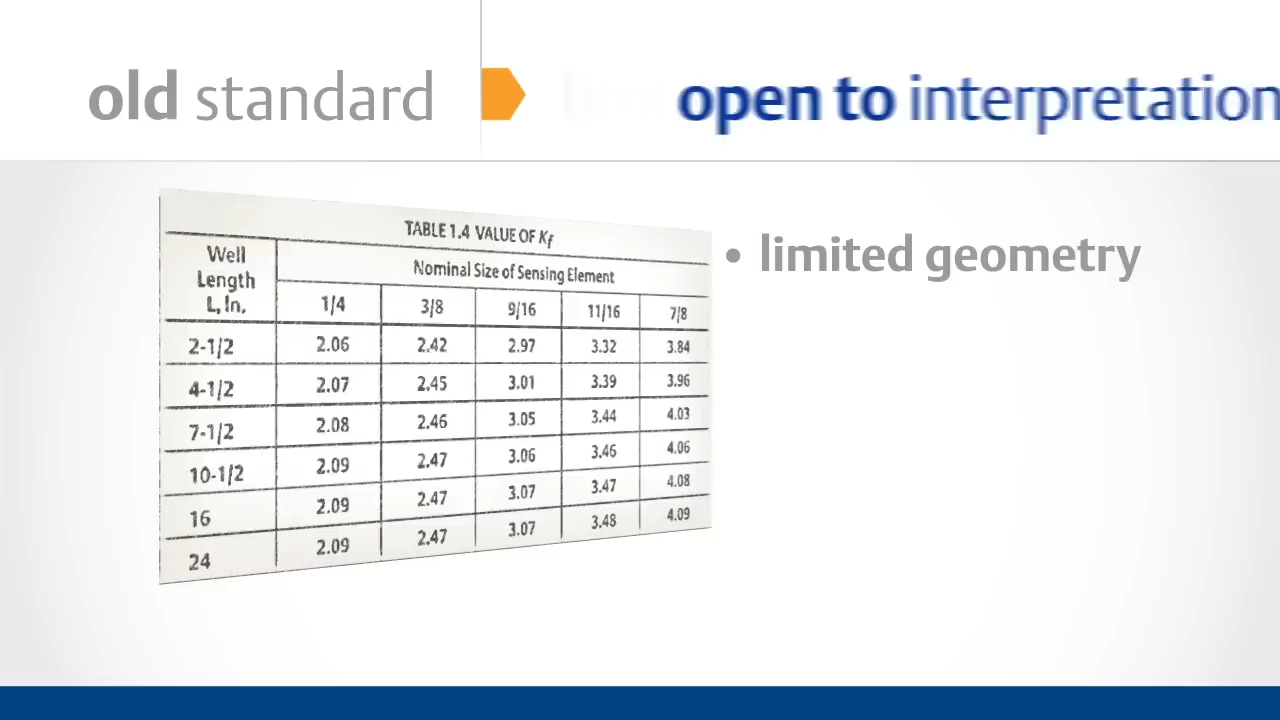 old standard
open to interpretation
TABLE 1.4 VALUE OF Kf
Well Length L, In.
Nominal Size of Sensing Element
1/4 3/8 9/16 11/16 7/8
2-1/2 2.06 2.42 2.97 3.32 3.84
4-1/2 2.07 2.45 3.01 3.39 3.96
7-1/2 2.08 2.46 3.05 3.44 4.03
10-1/2 2.09 2.47 3.06 3.46 4.06
16 2.09 2.47 3.07 3.47 4.08
24 2.09 2.47 3.07 3.48 4.09
• limited geometry